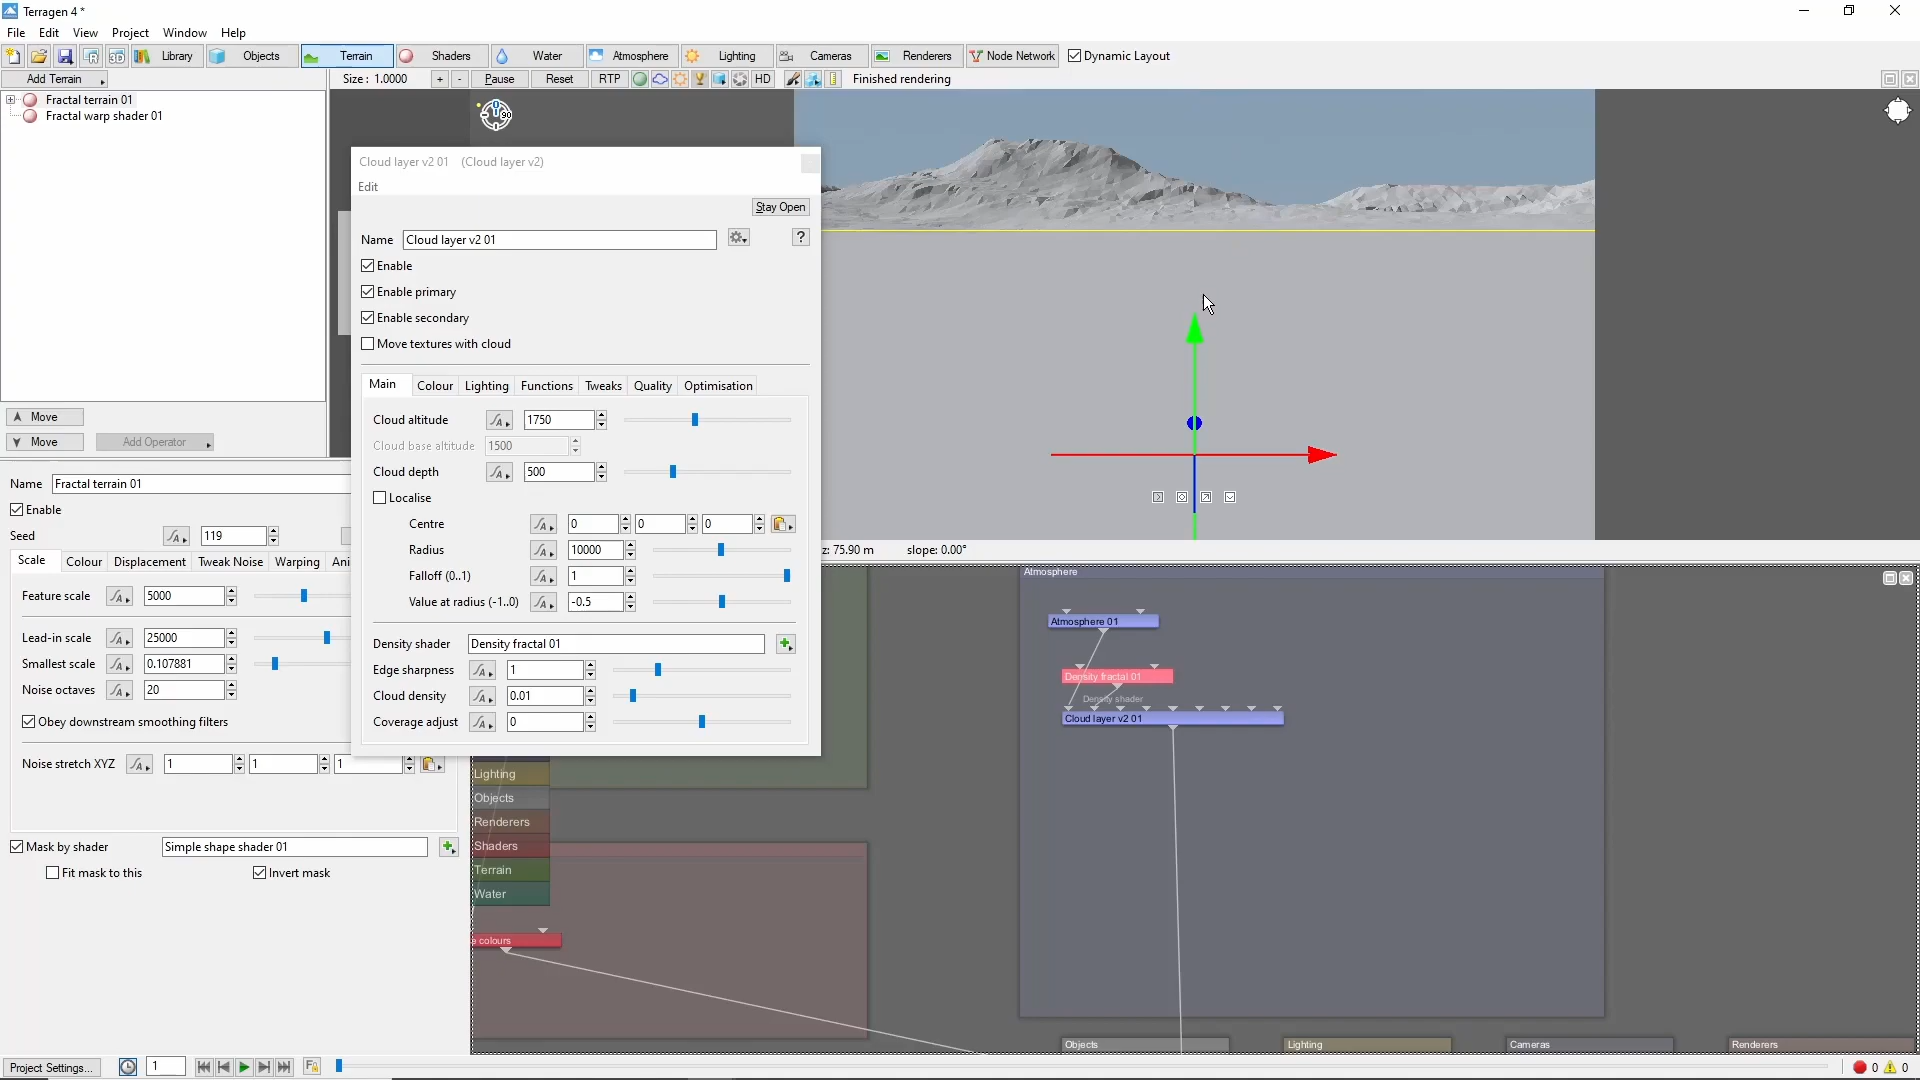 Terragen 4 *
File Edit View Project Window Help
Library Objects Terrain Shaders Water Atmosphere Lighting Cameras Renderers Node Network Dynamic Layout
Add Terrain Size : 1.0000 + - Pause Reset RTP HD Finished rendering
Fractal terrain 01
Fractal warp shader 01
Move
Move Add Operator
Name Fractal terrain 01
Enable
Seed 119
Scale Colour Displacement Tweak Noise Warping Ani
Feature scale 5000
Lead-in scale 25000
Smallest scale 0.107881
Noise octaves 20
Obey downstream smoothing filters
Noise stretch XYZ 1 1 1
Mask by shader Simple shape shader 01
Fit mask to this Invert mask
Cloud layer v2 01 (Cloud layer v2)
Edit
Stay Open
Name Cloud layer v2 01 ?
Enable
Enable primary
Enable secondary
Move textures with cloud
Main Colour Lighting Functions Tweaks Quality Optimisation
Cloud altitude 1750
Cloud base altitude 1500
Cloud depth 500
Localise
Centre 0 0 0
Radius 10000
Falloff (0..1) 1
Value at radius (-1..0) -0.5
Density shader Density fractal 01
Edge sharpness 1
Cloud density 0.01
Coverage adjust 0
z: 75.90 m slope: 0.00°
Atmosphere
Atmosphere 01
Density fractal 01
Density shader
Cloud layer v2 01
Lighting
Objects
Renderers
Shaders
Terrain
Water
e colours
Objects Lighting Cameras Renderers
Project Settings... 1 0 0